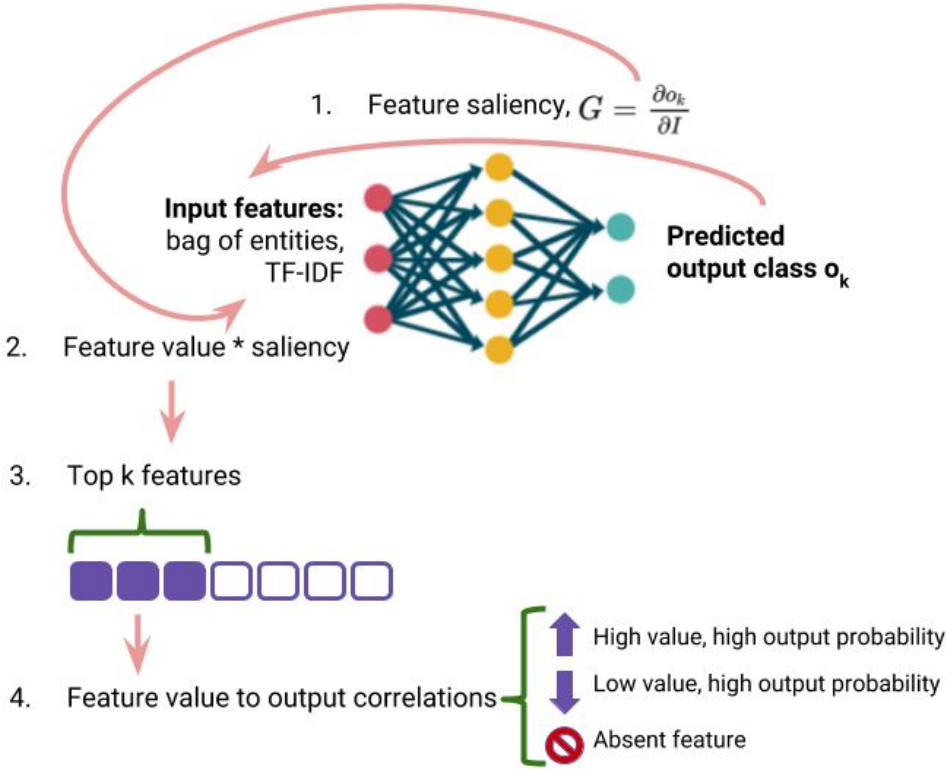 1. Feature saliency, G = ∂o_k / ∂I
Input features:
bag of entities,
TF-IDF
Predicted
output class o_k
2. Feature value * saliency
3. Top k features
4. Feature value to output correlations
High value, high output probability
Low value, high output probability
Absent feature